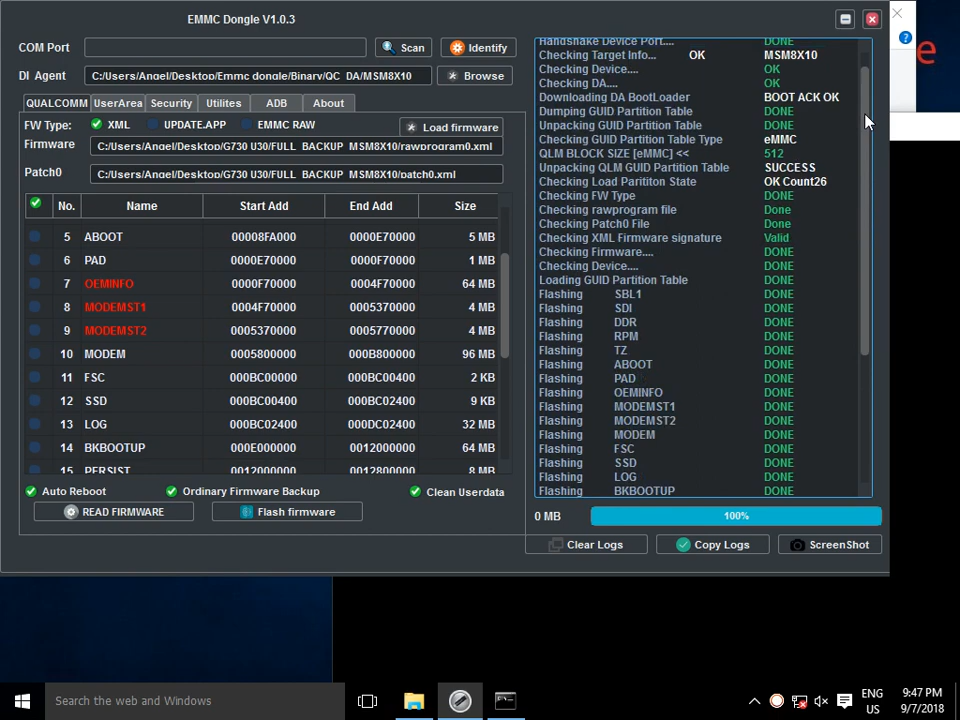 EMMC Dongle V1.0.3
COM Port
Scan
Identify
DI Agent
C:/Users/Angel/Desktop/Emmc dongle/Binary/QC_DA/MSM8X10
Browse
QUALCOMM
UserArea
Security
Utilites
ADB
About
FW Type:
XML
UPDATE.APP
EMMC RAW
Load firmware
Firmware
C:/Users/Angel/Desktop/G730 U30/FULL_BACKUP_MSM8X10/rawprogram0.xml
Patch0
C:/Users/Angel/Desktop/G730 U30/FULL_BACKUP_MSM8X10/patch0.xml
No. Name Start Add End Add Size
5 ABOOT 00008FA000 0000E70000 5 MB
6 PAD 0000E70000 0000F70000 1 MB
7 OEMINFO 0000F70000 0004F70000 64 MB
8 MODEMST1 0004F70000 0005370000 4 MB
9 MODEMST2 0005370000 0005770000 4 MB
10 MODEM 0005800000 000B800000 96 MB
11 FSC 000BC00000 000BC00400 2 KB
12 SSD 000BC00400 000BC02400 9 KB
13 LOG 000BC02400 000DC02400 32 MB
14 BKBOOTUP 000E000000 0012000000 64 MB
15 PERSIST 0012000000 0012800000 8 MB
Auto Reboot
Ordinary Firmware Backup
Clean Userdata
READ FIRMWARE
Flash firmware
Handshake Device Port.... DONE
Checking Target Info... OK MSM8X10
Checking Device.... OK
Checking DA.... OK
Downloading DA BootLoader BOOT ACK OK
Dumping GUID Partition Table DONE
Unpacking GUID Partition Table DONE
Checking GUID Partition Table Type eMMC
QLM BLOCK SIZE [eMMC] << 512
Unpacking QLM GUID Partition Table SUCCESS
Checking Load Pariton State OK Count26
Checking FW Type DONE
Checking rawprogram file Done
Checking Patch0 File Done
Checking XML Firmware signature Valid
Checking Firmware.... DONE
Checking Device.... DONE
Loading GUID Partition Table DONE
Flashing SBL1 DONE
Flashing SDI DONE
Flashing DDR DONE
Flashing RPM DONE
Flashing TZ DONE
Flashing ABOOT DONE
Flashing PAD DONE
Flashing OEMINFO DONE
Flashing MODEMST1 DONE
Flashing MODEMST2 DONE
Flashing MODEM DONE
Flashing FSC DONE
Flashing SSD DONE
Flashing LOG DONE
Flashing BKBOOTUP DONE
0 MB
100%
Clear Logs
Copy Logs
ScreenShot
e
Search the web and Windows
ENG
US
9:47 PM
9/7/2018